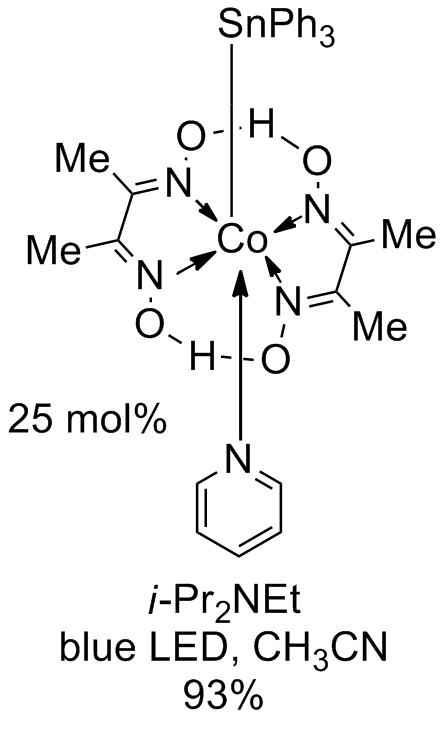 SnPh3
O H O
Me N N Me
Me N Co N Me
O H O
25 mol%
N
i-Pr2NEt
blue LED, CH3CN
93%